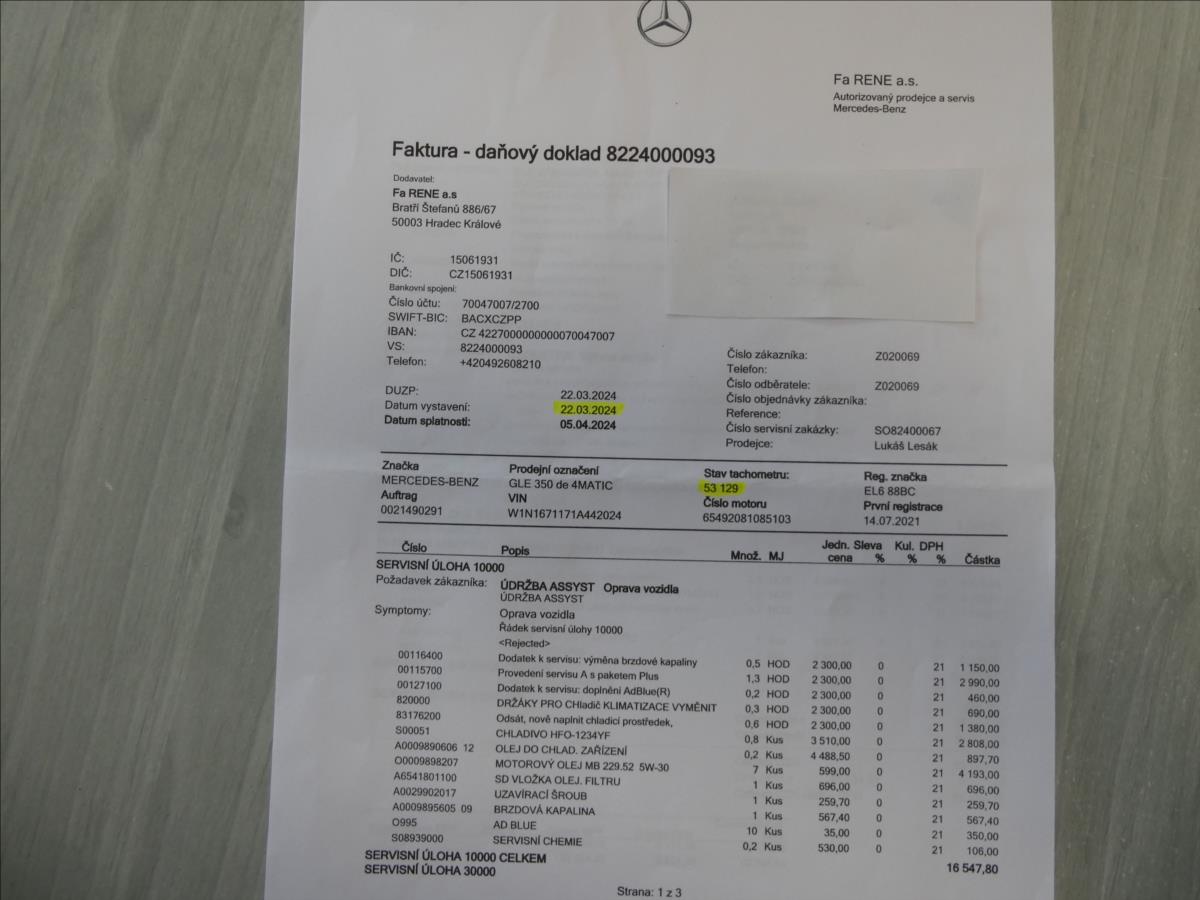 Fa RENE a.s.
Autorizovaný prodejce a servis
Mercedes-Benz
Faktura - daňový doklad 8224000093
Dodavatel:
Fa RENE a.s
Bratří Štefanů 886/67
50003 Hradec Králové
IČ: 15061931
DIČ: CZ15061931
Bankovní spojení:
Číslo účtu: 70047007/2700
SWIFT-BIC: BACXCZPP
IBAN: CZ 4227000000000070047007
VS: 8224000093
Telefon: +420492608210
Číslo zákazníka: Z020069
Telefon:
Číslo odběratele: Z020069
Číslo objednávky zákazníka:
Reference:
Číslo servisní zakázky: SO82400067
Prodejce: Lukáš Lesák
DUZP: 22.03.2024
Datum vystavení: 22.03.2024
Datum splatnosti: 05.04.2024
Značka Prodejní označení Stav tachometru: Reg. značka
MERCEDES-BENZ GLE 350 de 4MATIC 53 129 EL6 88BC
Auftrag VIN Číslo motoru První registrace
0021490291 W1N1671171A442024 65492081085103 14.07.2021
Číslo Popis Množ. MJ Jedn. cena Sleva % Kul. % DPH % Částka
SERVISNÍ ÚLOHA 10000
Požadavek zákazníka: ÚDRŽBA ASSYST Oprava vozidla
ÚDRŽBA ASSYST
Symptomy: Oprava vozidla
Řádek servisní úlohy 10000
<Rejected>
00116400 Dodatek k servisu: výměna brzdové kapaliny 0,5 HOD 2 300,00 0 21 1 150,00
00115700 Provedení servisu A s paketem Plus 1,3 HOD 2 300,00 0 21 2 990,00
00127100 Dodatek k servisu: doplnění AdBlue(R) 0,2 HOD 2 300,00 0 21 460,00
820000 DRŽÁKY PRO CHladič KLIMATIZACE VYMĚNIT 0,3 HOD 2 300,00 0 21 690,00
83176200 Odsát, nově naplnit chladicí prostředek, 0,6 HOD 2 300,00 0 21 1 380,00
S00051 CHLADIVO HFO-1234YF 0,8 Kus 3 510,00 0 21 2 808,00
A0009890606 12 OLEJ DO CHLAD. ZAŘÍZENÍ 0,2 Kus 4 488,50 0 21 897,70
O0009898207 MOTOROVÝ OLEJ MB 229.52 5W-30 7 Kus 599,00 0 21 4 193,00
A6541801100 SD VLOŽKA OLEJ. FILTRU 1 Kus 696,00 0 21 696,00
A0029902017 UZAVÍRACÍ ŠROUB 1 Kus 259,70 0 21 259,70
A0009895605 09 BRZDOVÁ KAPALINA 1 Kus 567,40 0 21 567,40
O995 AD BLUE 10 Kus 35,00 0 21 350,00
S08939000 SERVISNÍ CHEMIE 0,2 Kus 530,00 0 21 106,00
SERVISNÍ ÚLOHA 10000 CELKEM 16 547,80
SERVISNÍ ÚLOHA 30000
Strana: 1 z 3